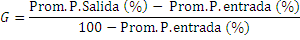 G = Prom. P. Salida (%) − Prom. P. entrada (%)
100 − Prom. P. entrada (%)